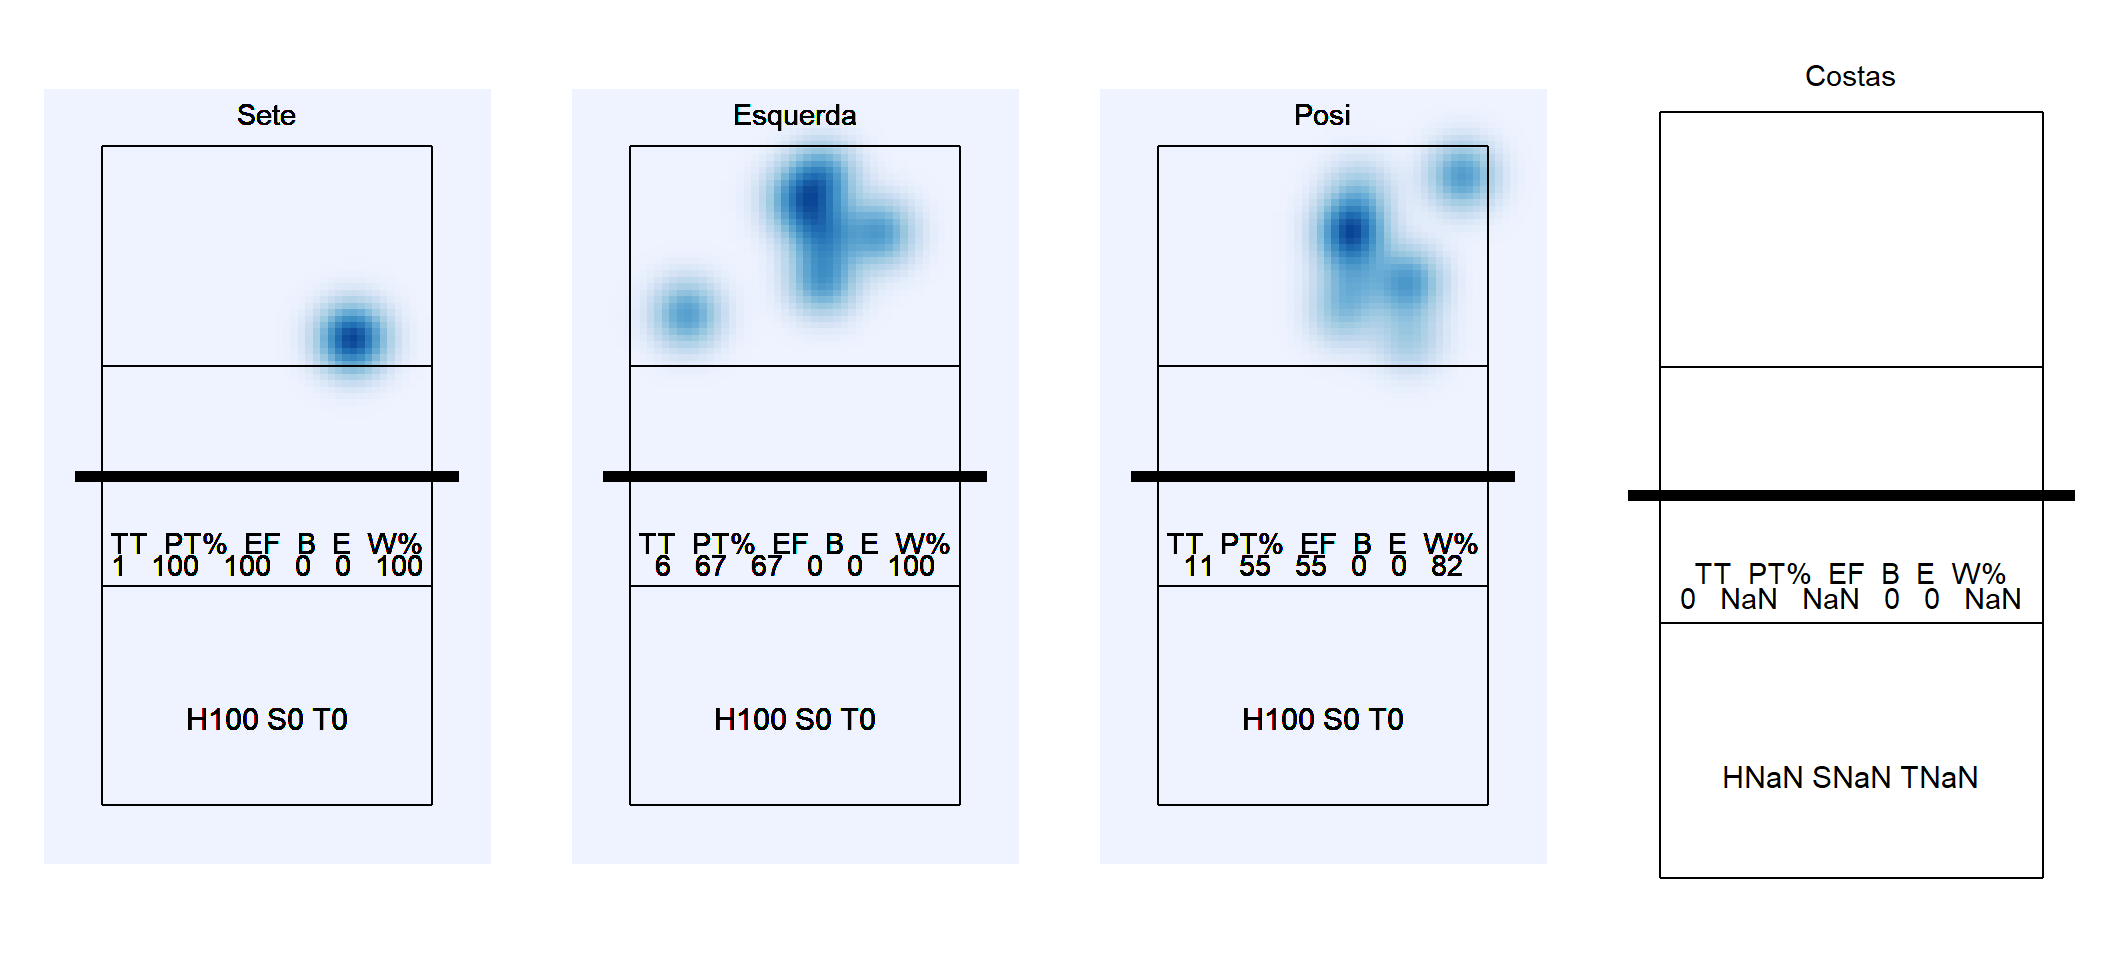 Sete
TT PT% EF B E W%
1 100 100 0 0 100
H100 S0 T0
Esquerda
TT PT% EF B E W%
6 67 67 0 0 100
H100 S0 T0
Posi
TT PT% EF B E W%
11 55 55 0 0 82
H100 S0 T0
Costas
TT PT% EF B E W%
0 NaN NaN 0 0 NaN
HNaN SNaN TNaN